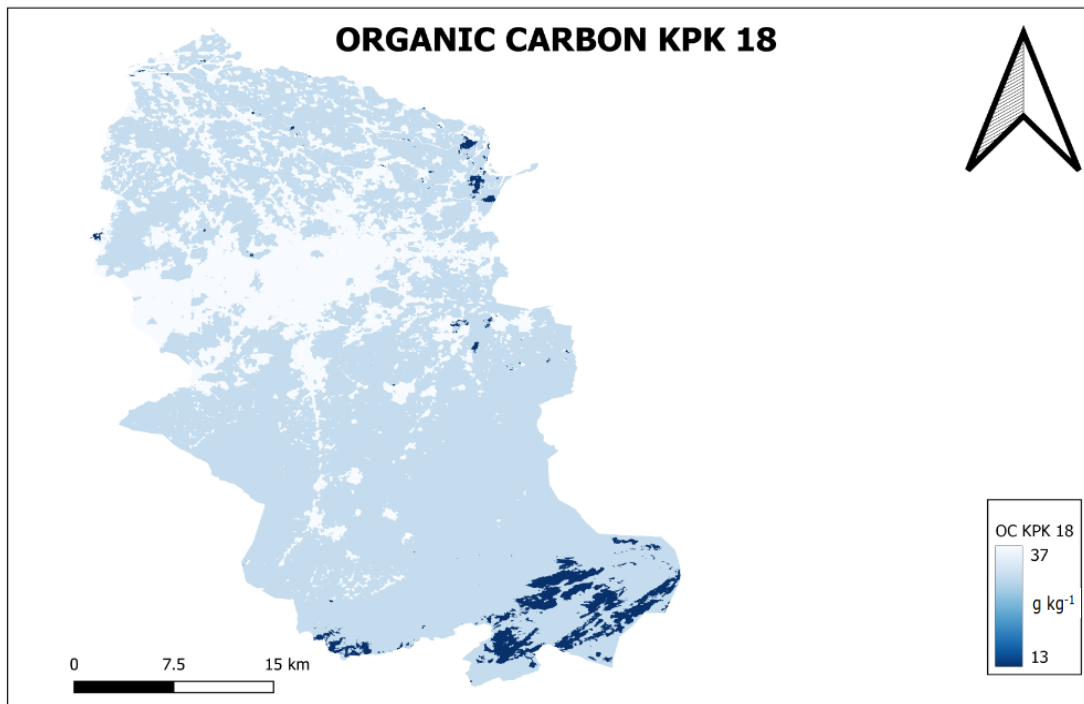 ORGANIC CARBON KPK 18
OC KPK 18
37
g kg⁻¹
13
0 7.5 15 km